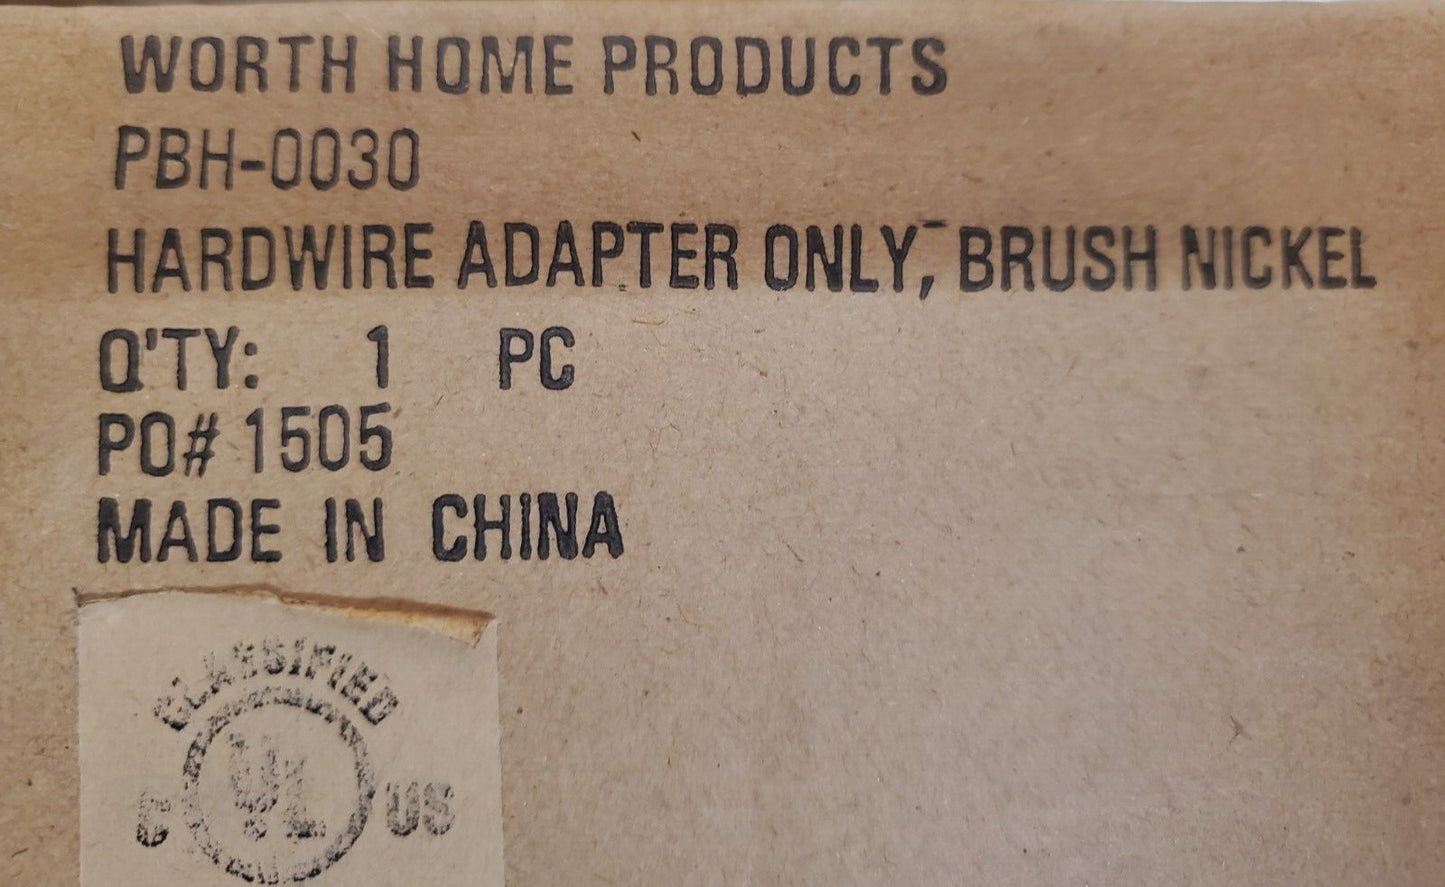 WORTH HOME PRODUCTS
PBH-0030
HARDWIRE ADAPTER ONLY, BRUSH NICKEL
Q'TY: 1 PC
PO# 1505
MADE IN CHINA
CLASSIFIED
C UL US